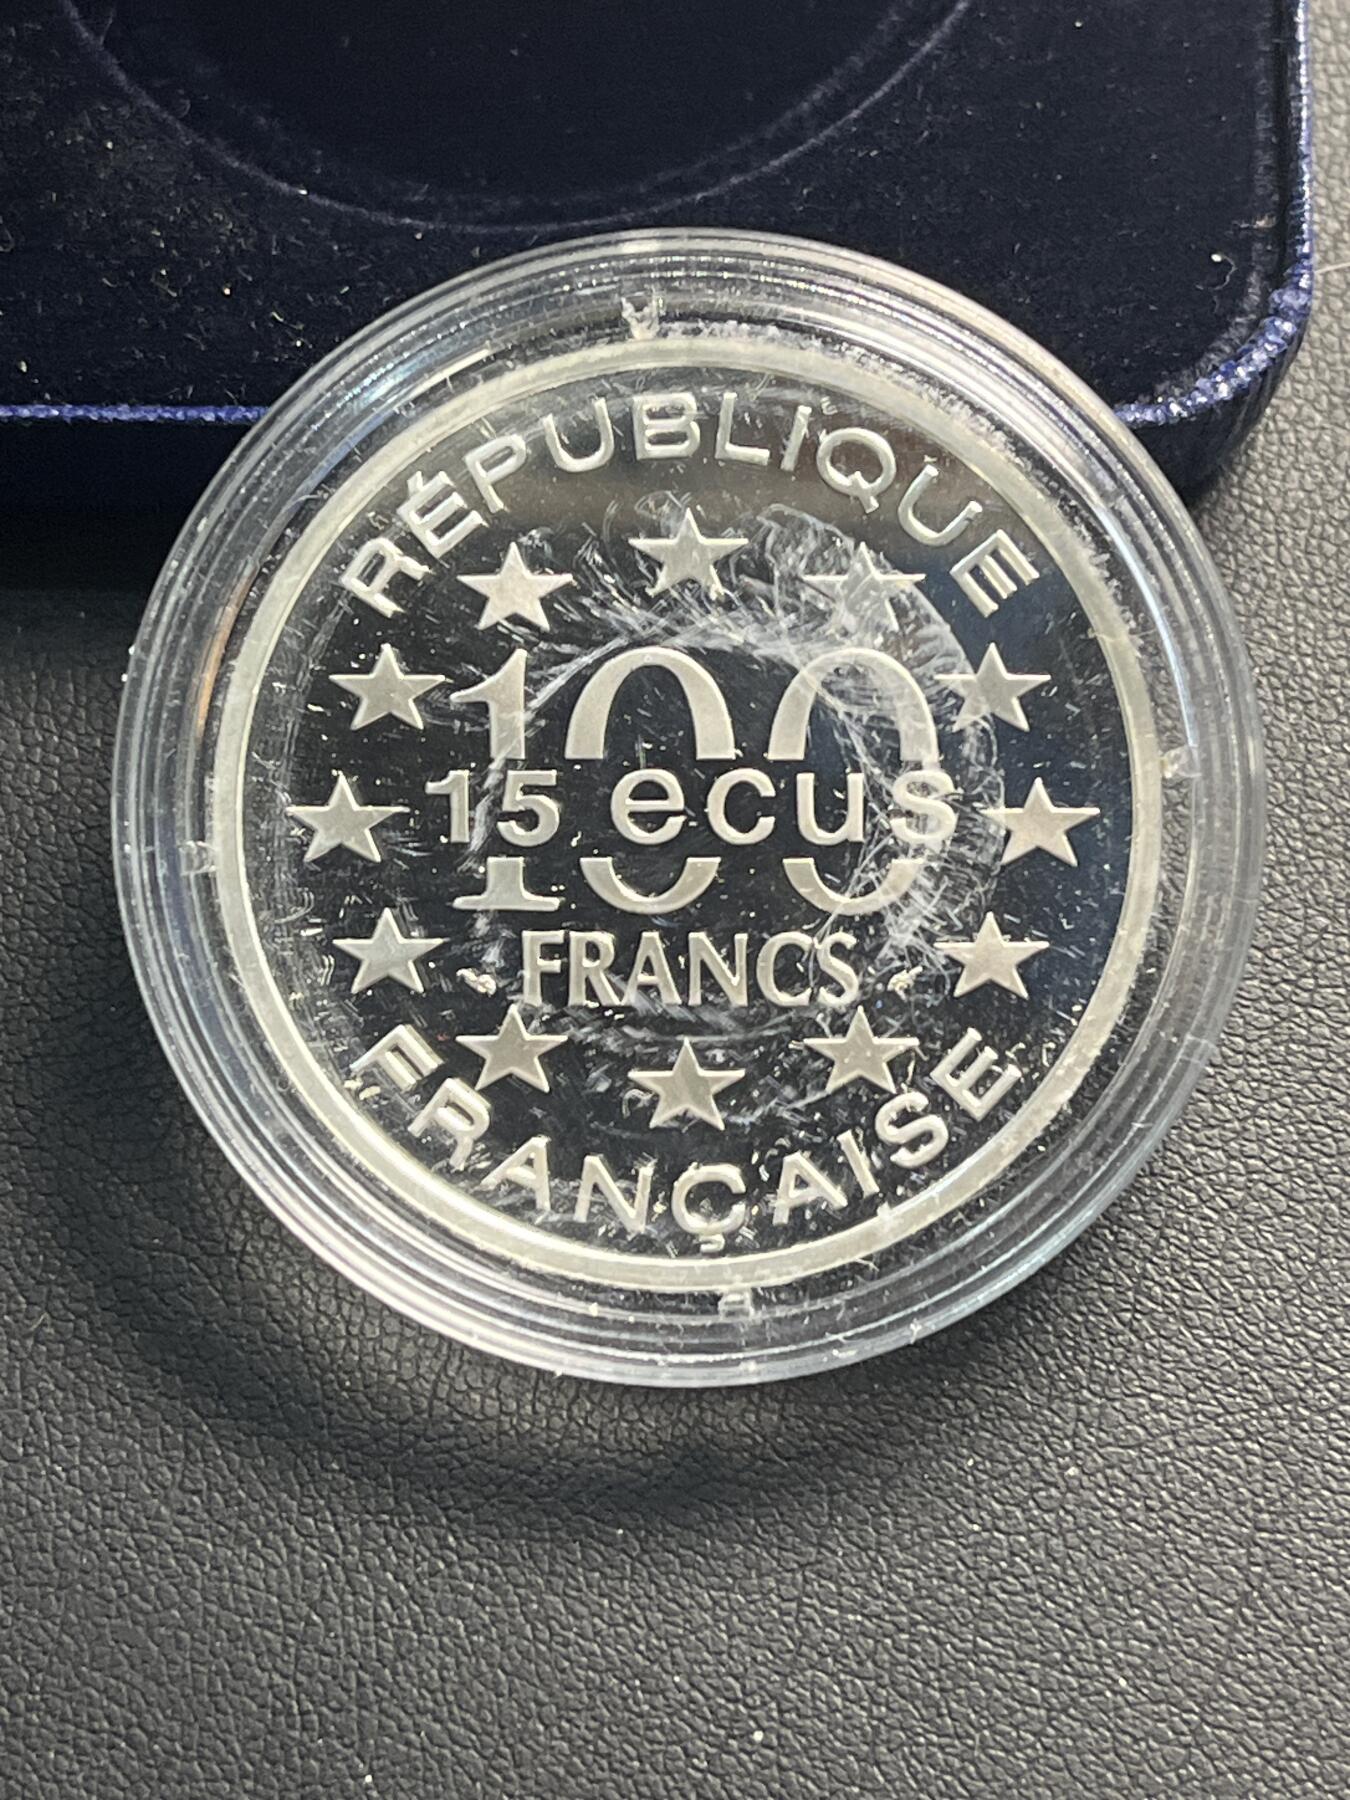 RÉPUBLIQUE
100
15 ecus
FRANCS
FRANÇAISE